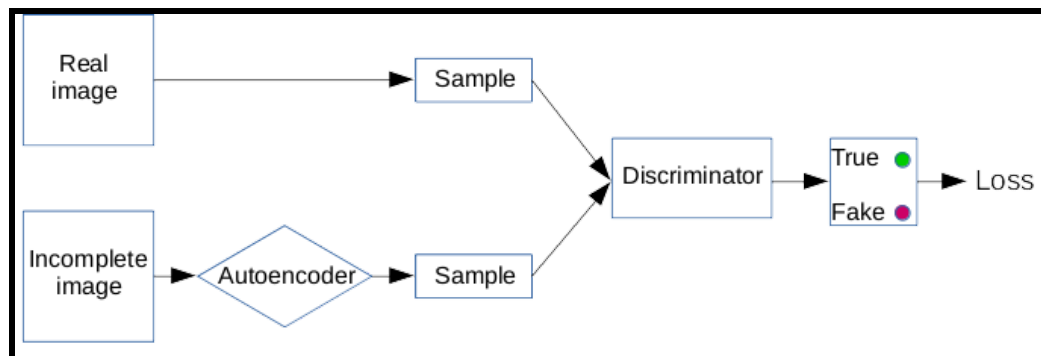 Real
image
Sample
Discriminator
True
Fake
Loss
Incomplete
image
Autoencoder
Sample